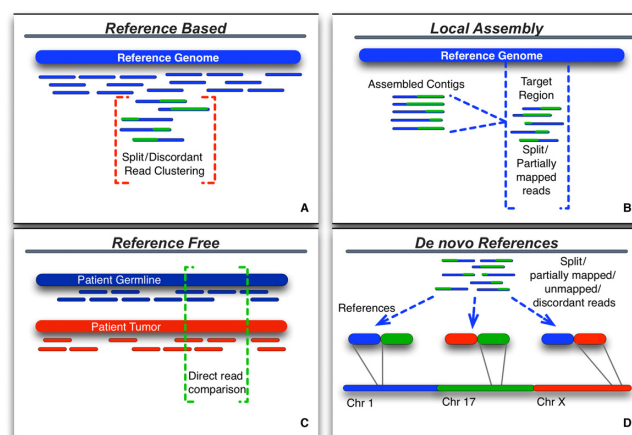 Reference Based
Reference Genome
Split/Discordant
Read Clustering
A
Local Assembly
Reference Genome
Assembled Contigs
Target
Region
Split/
Partially
mapped
reads
B
Reference Free
Patient Germline
Patient Tumor
Direct read
comparison
C
De novo References
Split/
partially mapped/
unmapped/
discordant reads
References
Chr 1
Chr 17
Chr X
D